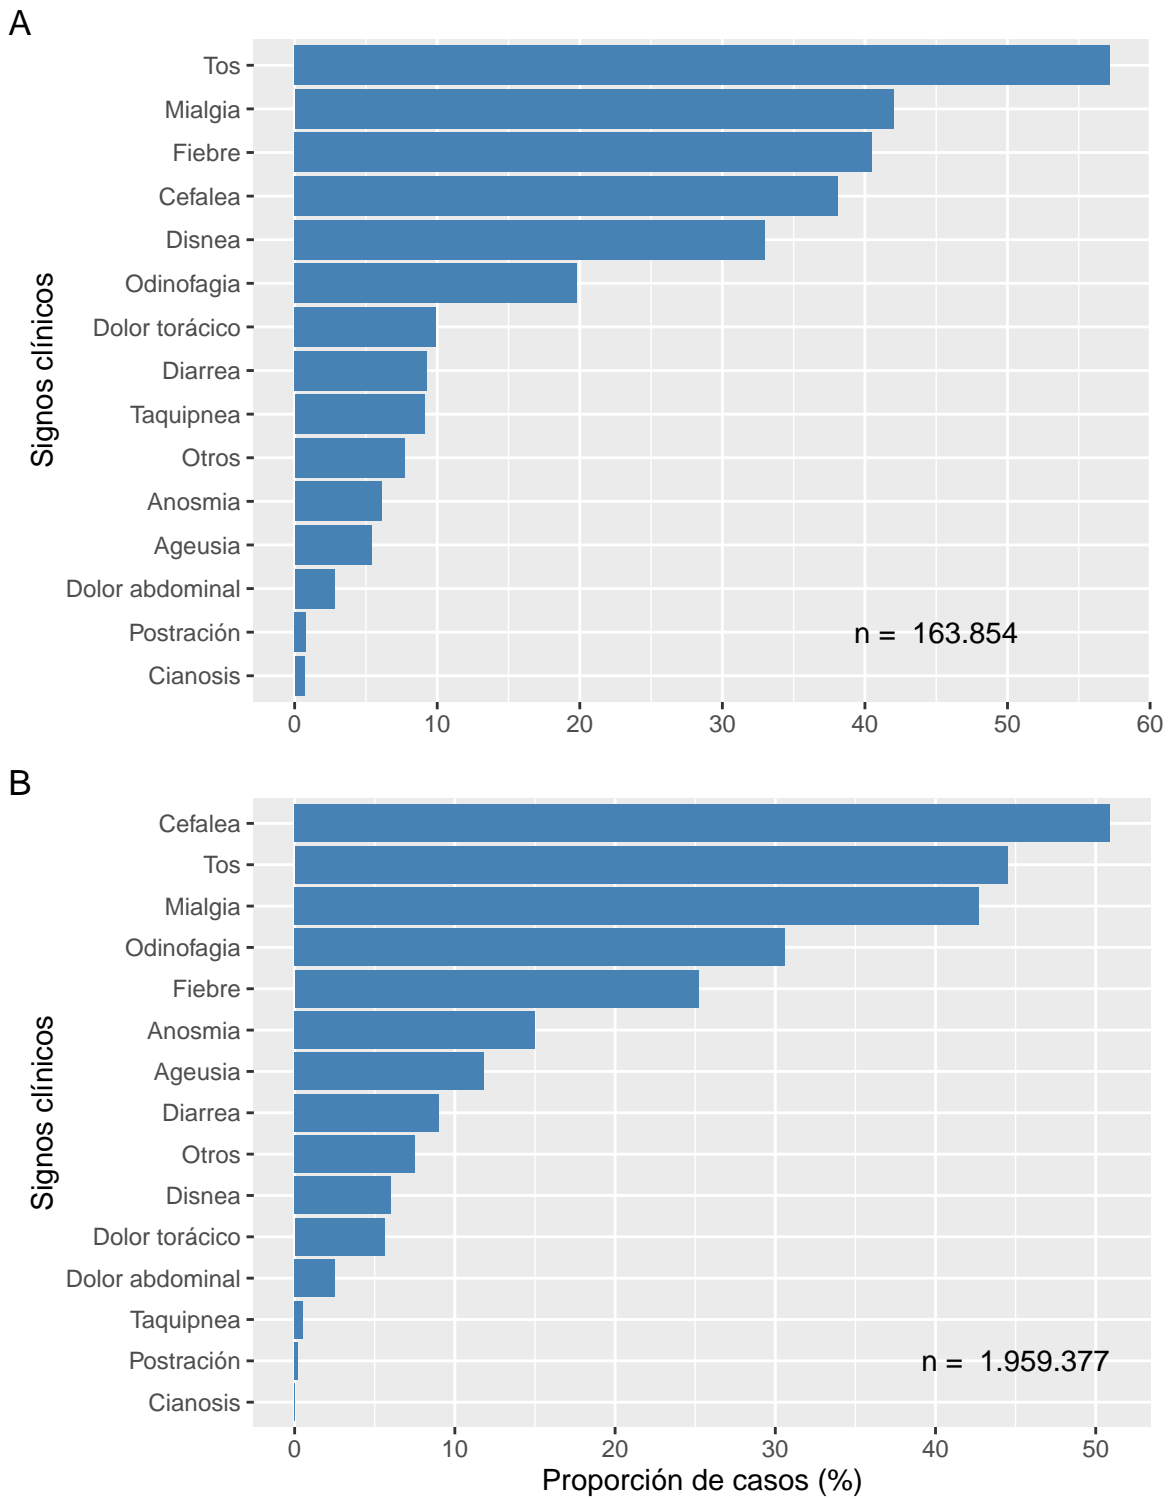 A
Signos clínicos
Tos
Mialgia
Fiebre
Cefalea
Disnea
Odinofagia
Dolor torácico
Diarrea
Taquipnea
Otros
Anosmia
Ageusia
Dolor abdominal
Postración
Cianosis
n = 163.854
0 10 20 30 40 50 60
B
Signos clínicos
Cefalea
Tos
Mialgia
Odinofagia
Fiebre
Anosmia
Ageusia
Diarrea
Otros
Disnea
Dolor torácico
Dolor abdominal
Taquipnea
Postración
Cianosis
n = 1.959.377
0 10 20 30 40 50
Proporción de casos (%)